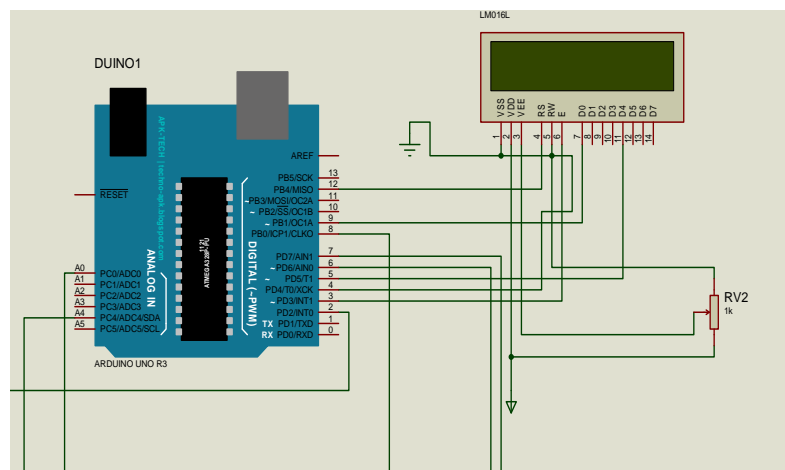 LM016L
DUINO1
VSS
VDD
VEE
RS
RW
E
D0
D1
D2
D3
D4
D5
D6
D7
1
2
3
4
5
6
7
8
9
10
11
12
13
14
AREF
RESET
PB5/SCK
13
PB4/MISO
12
~PB3/MOSI/OC2A
11
~ PB2/SS/OC1B
10
~ PB1/OC1A
9
PB0/ICP1/CLKO
8
PD7/AIN1
7
~ PD6/AIN0
6
~ PD5/T1
5
PD4/T0/XCK
4
~ PD3/INT1
3
PD2/INT0
2
TX PD1/TXD
1
RX PD0/RXD
0
A0
PC0/ADC0
A1
PC1/ADC1
A2
PC2/ADC2
A3
PC3/ADC3
A4
PC4/ADC4/SDA
A5
PC5/ADC5/SCL
ANALOG IN
DIGITAL (~PWM)
ATMEGA328P-PU
1121
ARDUINO UNO R3
RV2
1k